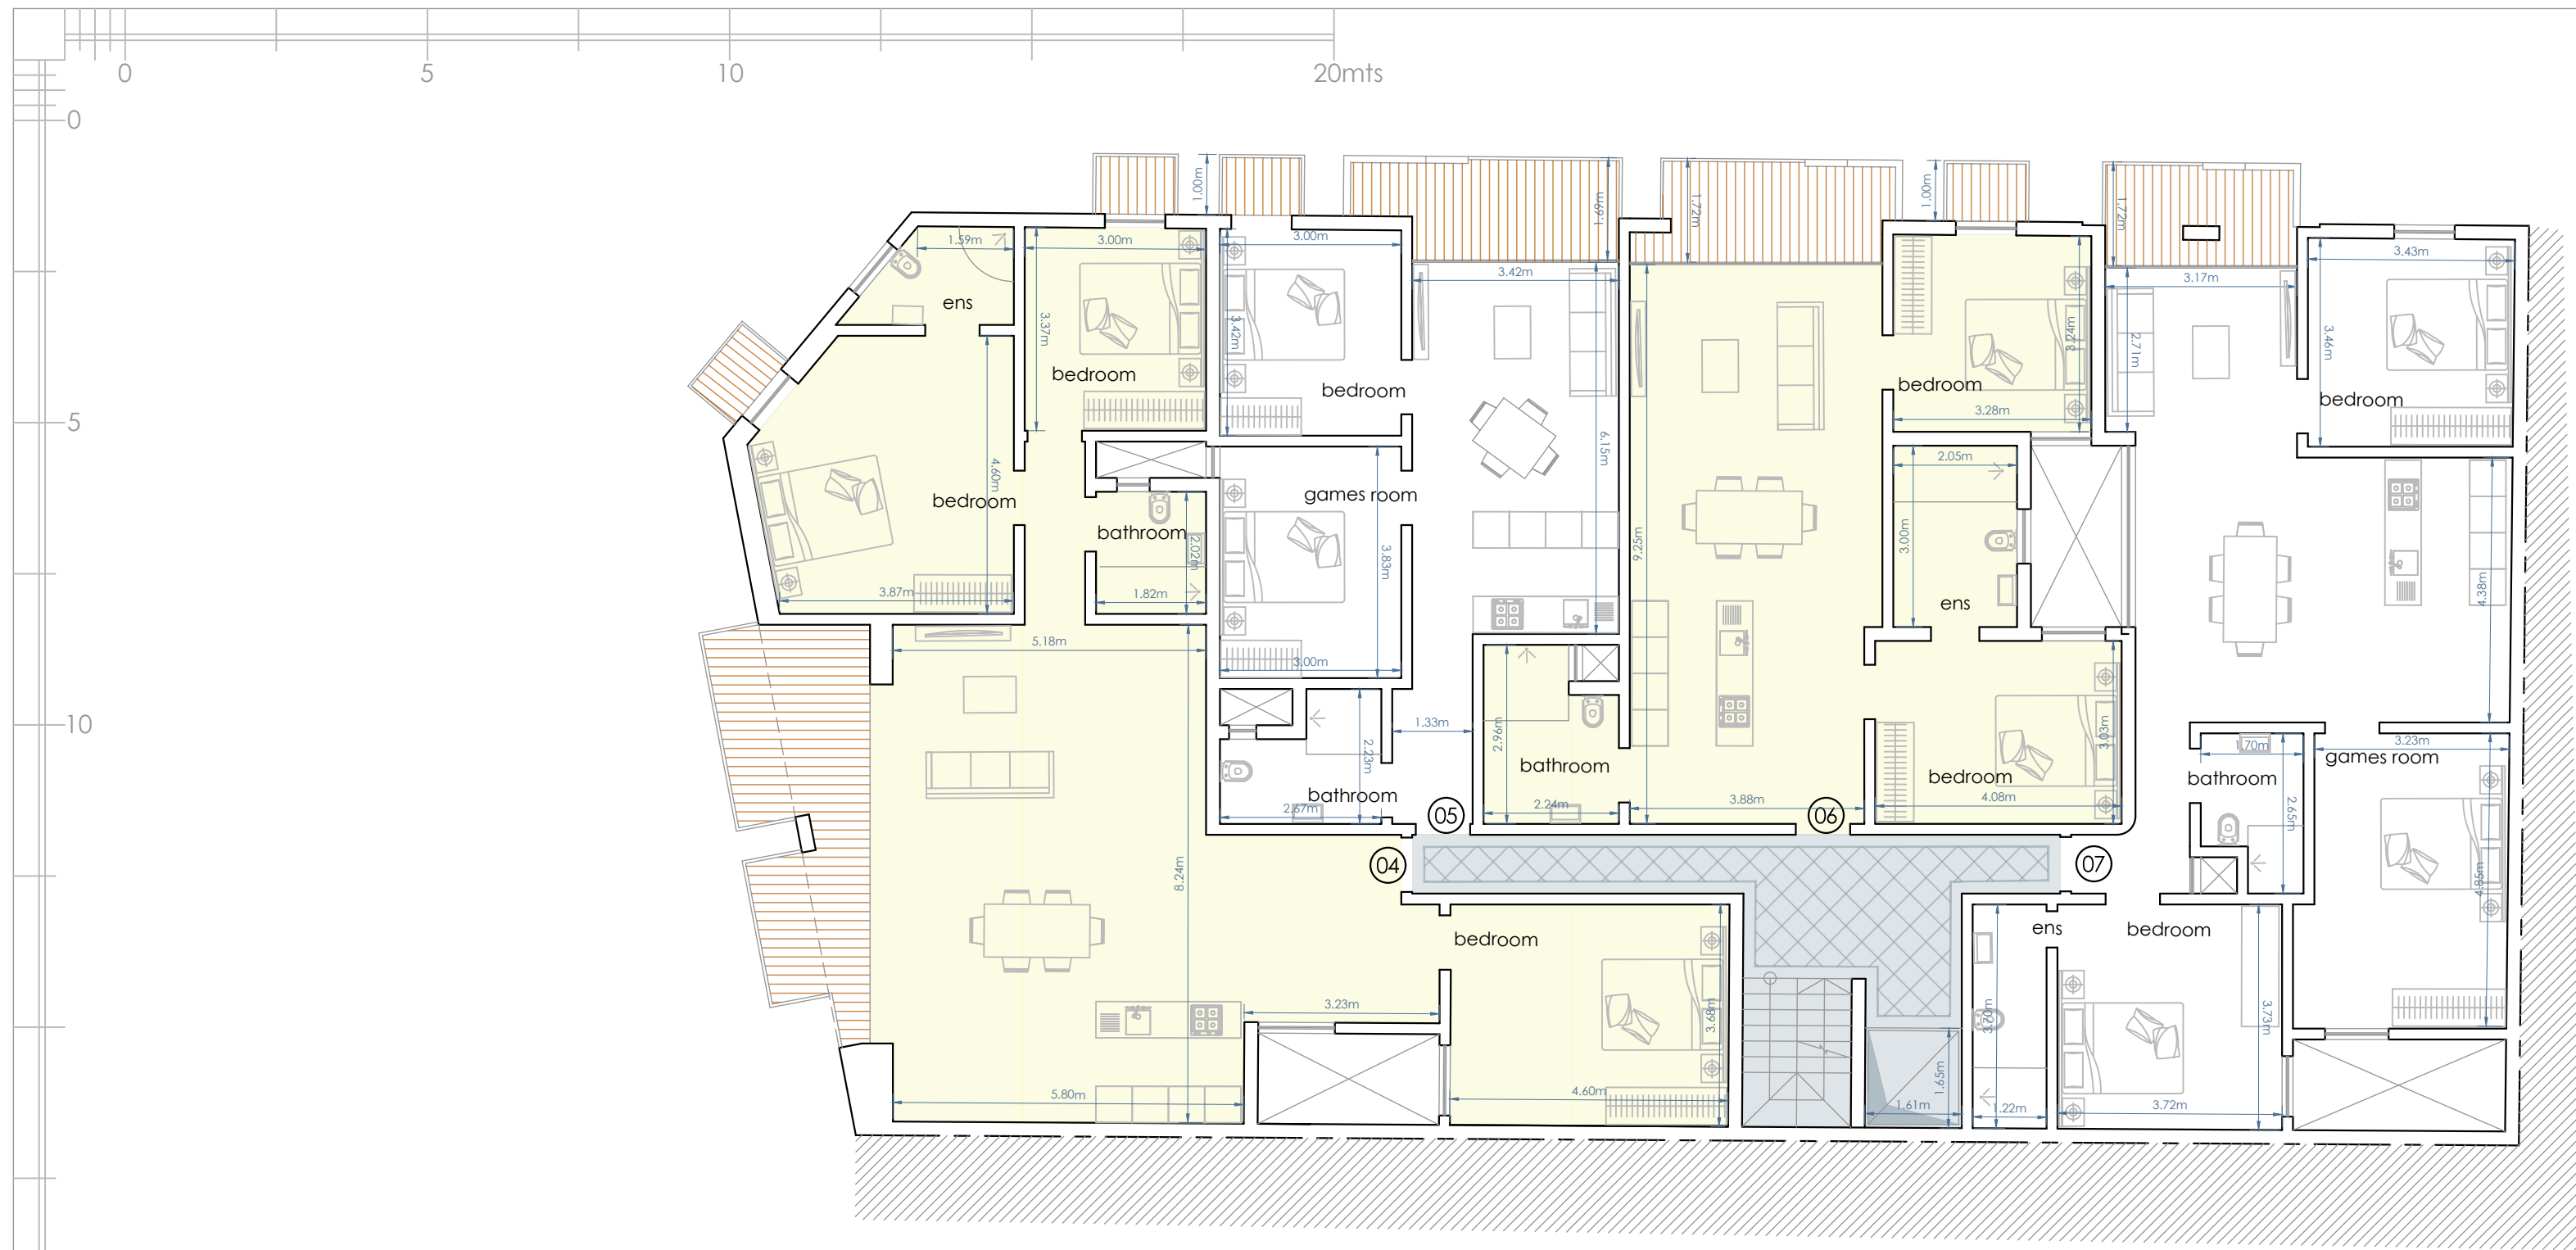 0
5
10
20mts
0
5
10
1.00m
1.69m
1.72m
1.00m
1.72m
1.59m
3.00m
3.00m
3.42m
3.17m
3.43m
ens
3.37m
3.42m
3.24m
2.71m
3.46m
bedroom
bedroom
bedroom
bedroom
3.28m
4.60m
6.15m
2.05m
bedroom
games room
bathroom
2.02m
3.83m
9.25m
3.00m
3.87m
1.82m
ens
4.38m
5.18m
3.00m
1.33m
2.23m
2.96m
3.03m
1.70m
3.23m
games room
bathroom
bedroom
bathroom
bathroom
2.67m
2.24m
3.88m
4.08m
2.65m
05
06
04
07
8.24m
4.85m
bedroom
ens
bedroom
3.23m
3.68m
3.70m
3.73m
5.80m
4.60m
1.65m
1.61m
1.22m
3.72m